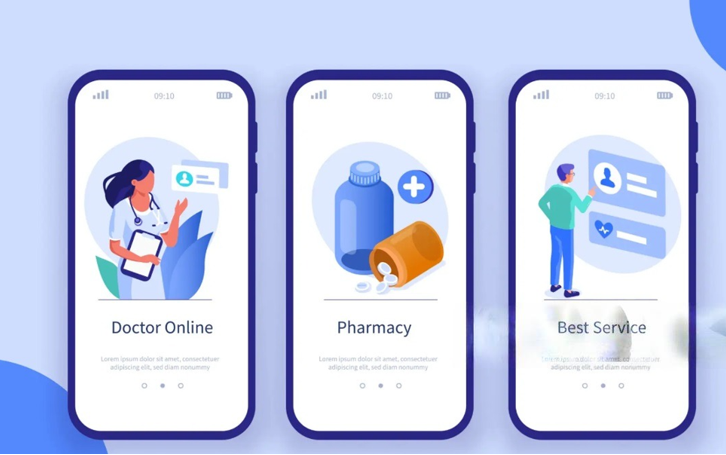 09:10
Doctor Online
Lorem ipsum dolor sit amet, consectetuer
adipiscing elit, sed diam nonummy
09:10
Pharmacy
Lorem ipsum dolor sit amet, consectetuer
adipiscing elit, sed diam nonummy
09:10
Best Service
Lorem ipsum dolor sit amet, consectetuer
adipiscing elit, sed diam nonummy